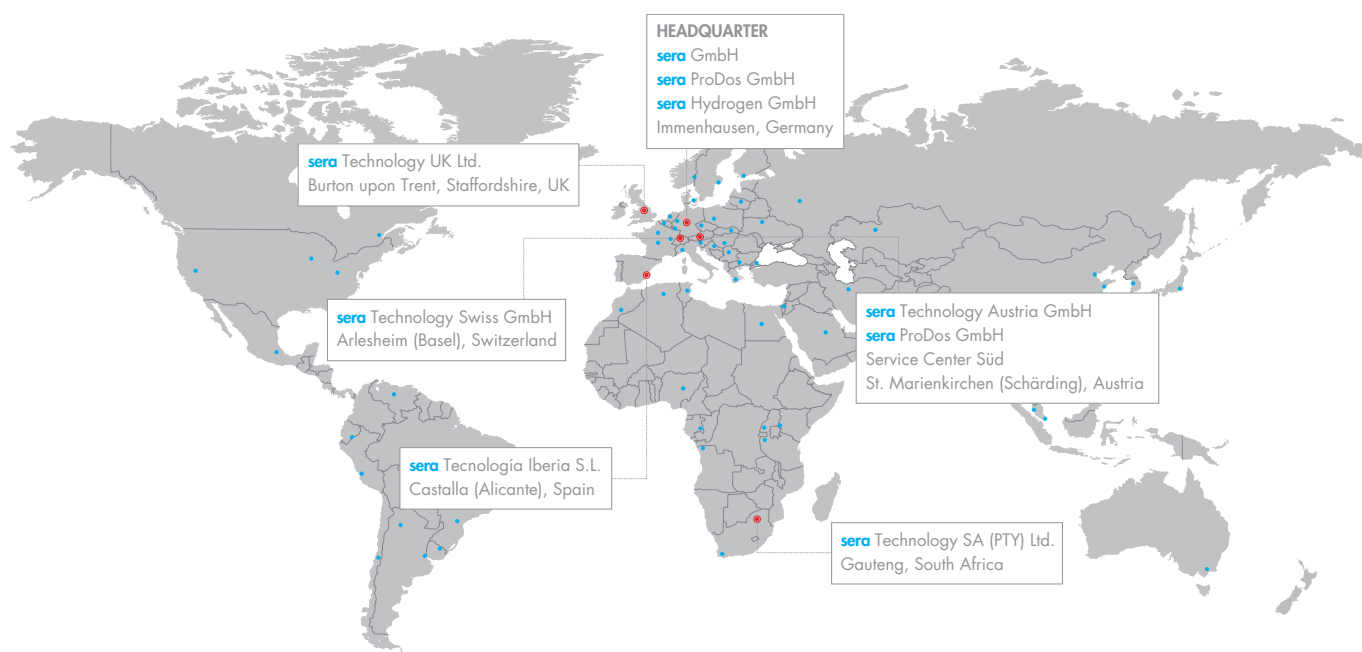 HEADQUARTER
sera GmbH
sera ProDos GmbH
sera Hydrogen GmbH
Immenhausen, Germany
sera Technology UK Ltd.
Burton upon Trent, Staffordshire, UK
sera Technology Swiss GmbH
Arlesheim (Basel), Switzerland
sera Technology Austria GmbH
sera ProDos GmbH
Service Center Süd
St. Marienkirchen (Schärding), Austria
sera Tecnología Iberia S.L.
Castalla (Alicante), Spain
sera Technology SA (PTY) Ltd.
Gauteng, South Africa